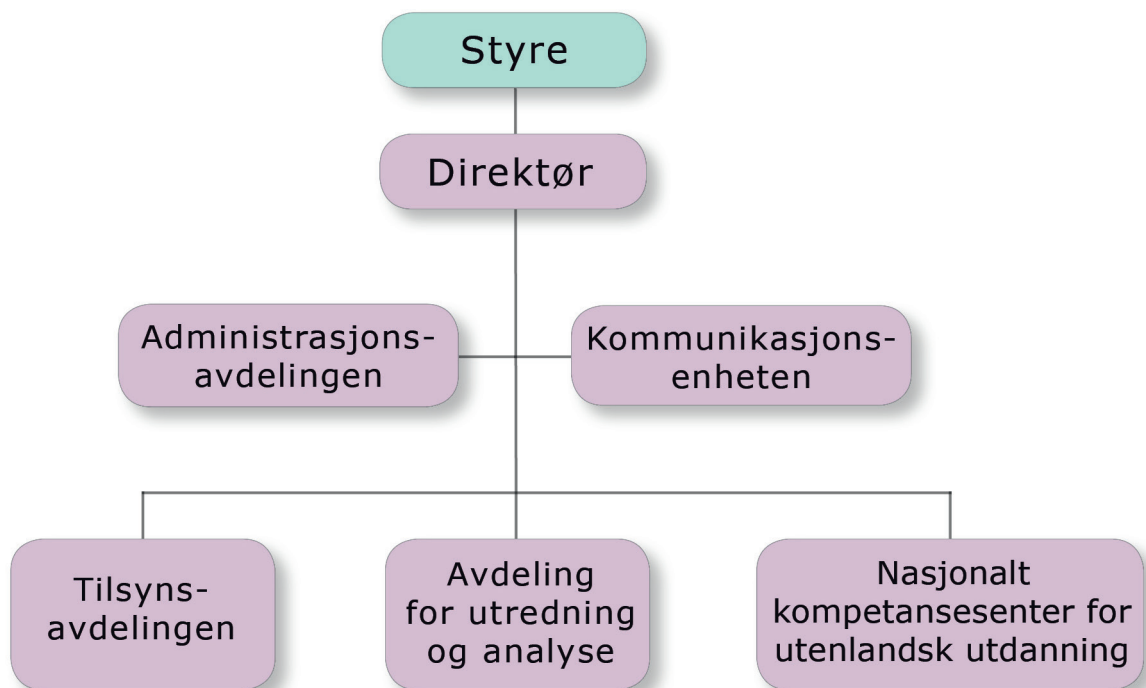 Styre
Direktør
Administrasjons-
avdelingen
Kommunikasjons-
enheten
Tilsyns-
avdelingen
Avdeling
for utredning
og analyse
Nasjonalt
kompetansesenter for
utenlandsk utdanning